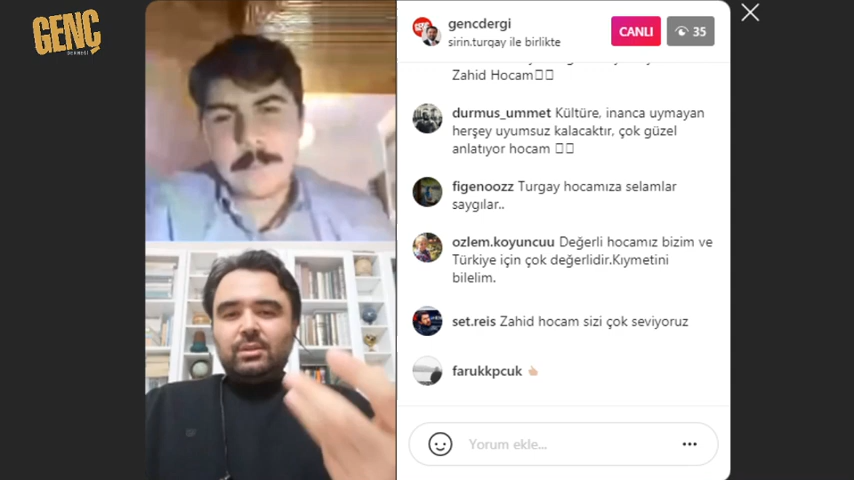 GENÇ
DERGİSİ
gencdergi
sirin.turgay ile birlikte
CANLI
35
Zahid Hocam
durmus_ummet Kültüre, inanca uymayan
herşey uyumsuz kalacaktır, çok güzel
anlatıyor hocam
figenoozz Turgay hocamıza selamlar
saygılar..
ozlem.koyuncuu Değerli hocamız bizim ve
Türkiye için çok değerlidir.Kıymetini
bilelim.
set.reis Zahid hocam sizi çok seviyoruz
farukkpcuk
Yorum ekle...